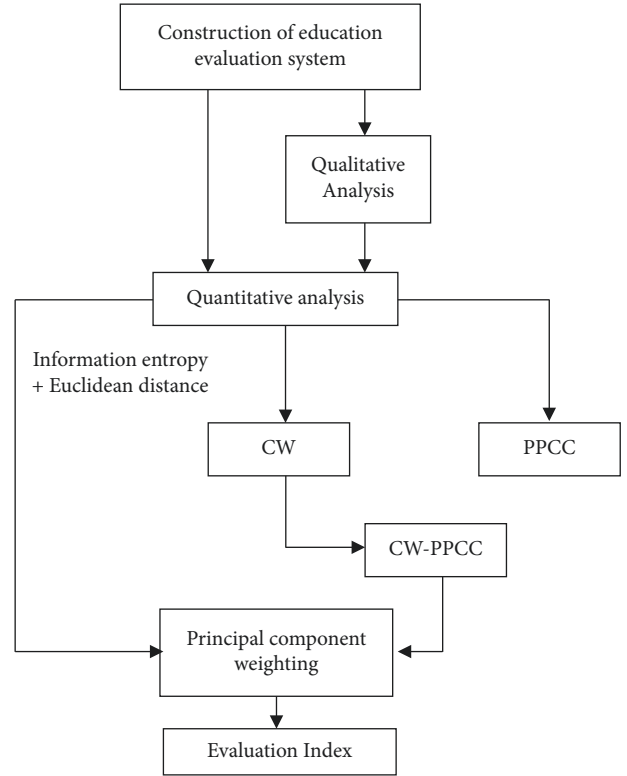 Construction of education
evaluation system
Qualitative
Analysis
Quantitative analysis
Information entropy
+ Euclidean distance
CW
PPCC
CW-PPCC
Principal component
weighting
Evaluation Index